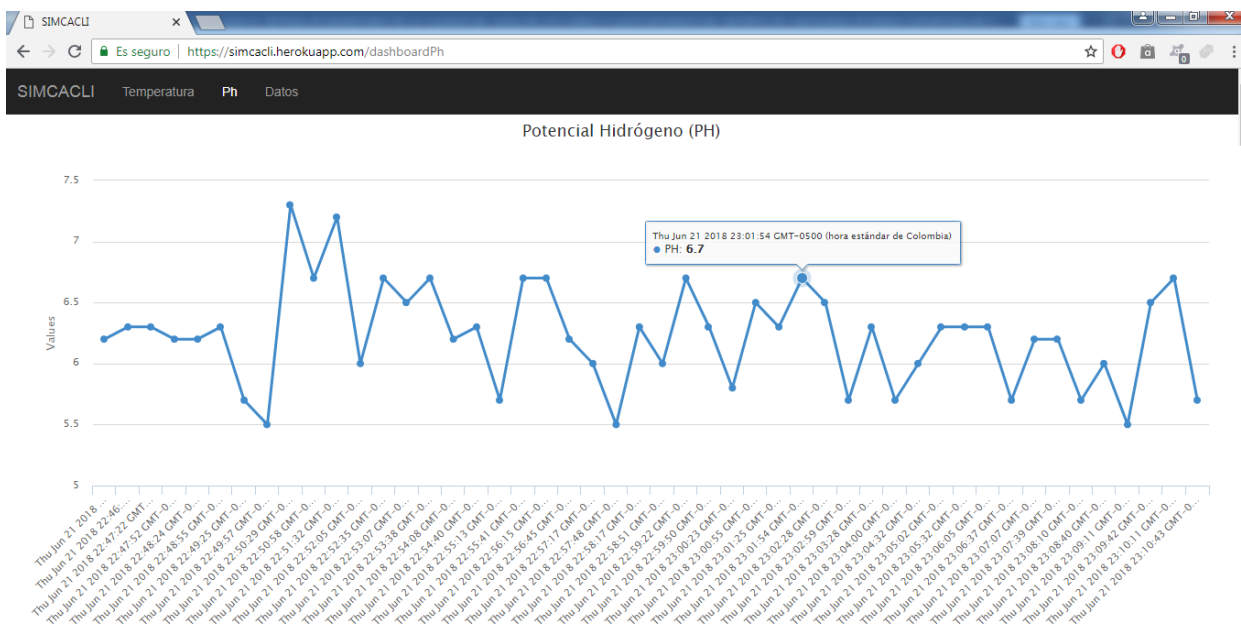 SIMCACLI
Es seguro https://simcacli.herokuapp.com/dashboardPh
0
SIMCACLI Temperatura Ph Datos
Potencial Hidrógeno (PH)
7.5
Thu Jun 21 2018 23:01:54 GMT-0500 (hora estándar de Colombia)
PH: 6.7
7
6.5
Values
6
5.5
5
Thu Jun 21 2018 ...
Thu Jun 21 2018 22:46:...
Thu Jun 21 2018 22:47:22 GMT...
Thu Jun 21 2018 22:47:52 GMT-0...
Thu Jun 21 2018 22:48:24 GMT-0...
Thu Jun 21 2018 22:48:55 GMT-0...
Thu Jun 21 2018 22:49:25 GMT-0...
Thu Jun 21 2018 22:49:57 GMT-0...
Thu Jun 21 2018 22:50:29 GMT-0...
Thu Jun 21 2018 22:50:58 GMT-0...
Thu Jun 21 2018 22:51:32 GMT-0...
Thu Jun 21 2018 22:52:05 GMT-0...
Thu Jun 21 2018 22:52:35 GMT-0...
Thu Jun 21 2018 22:53:07 GMT-0...
Thu Jun 21 2018 22:53:38 GMT-0...
Thu Jun 21 2018 22:54:08 GMT-0...
Thu Jun 21 2018 22:54:40 GMT-0...
Thu Jun 21 2018 22:55:13 GMT-0...
Thu Jun 21 2018 22:55:41 GMT-0...
Thu Jun 21 2018 22:56:15 GMT-0...
Thu Jun 21 2018 22:56:45 GMT-0...
Thu Jun 21 2018 22:57:17 GMT-0...
Thu Jun 21 2018 22:57:48 GMT-0...
Thu Jun 21 2018 22:58:17 GMT-0...
Thu Jun 21 2018 22:58:51 GMT-0...
Thu Jun 21 2018 22:59:22 GMT-0...
Thu Jun 21 2018 22:59:50 GMT-0...
Thu Jun 21 2018 23:00:23 GMT-0...
Thu Jun 21 2018 23:00:55 GMT-0...
Thu Jun 21 2018 23:01:25 GMT-0...
Thu Jun 21 2018 23:01:54 GMT-0...
Thu Jun 21 2018 23:02:28 GMT-0...
Thu Jun 21 2018 23:02:59 GMT-0...
Thu Jun 21 2018 23:03:28 GMT-0...
Thu Jun 21 2018 23:04:00 GMT-0...
Thu Jun 21 2018 23:04:32 GMT-0...
Thu Jun 21 2018 23:05:02 GMT-0...
Thu Jun 21 2018 23:05:32 GMT-0...
Thu Jun 21 2018 23:06:05 GMT-0...
Thu Jun 21 2018 23:06:37 GMT-0...
Thu Jun 21 2018 23:07:07 GMT-0...
Thu Jun 21 2018 23:07:39 GMT-0...
Thu Jun 21 2018 23:08:10 GMT-0...
Thu Jun 21 2018 23:08:40 GMT-0...
Thu Jun 21 2018 23:09:11 GMT-0...
Thu Jun 21 2018 23:09:42 GMT-0...
Thu Jun 21 2018 23:10:11 GMT-0...
Thu Jun 21 2018 23:10:43 GMT-0...